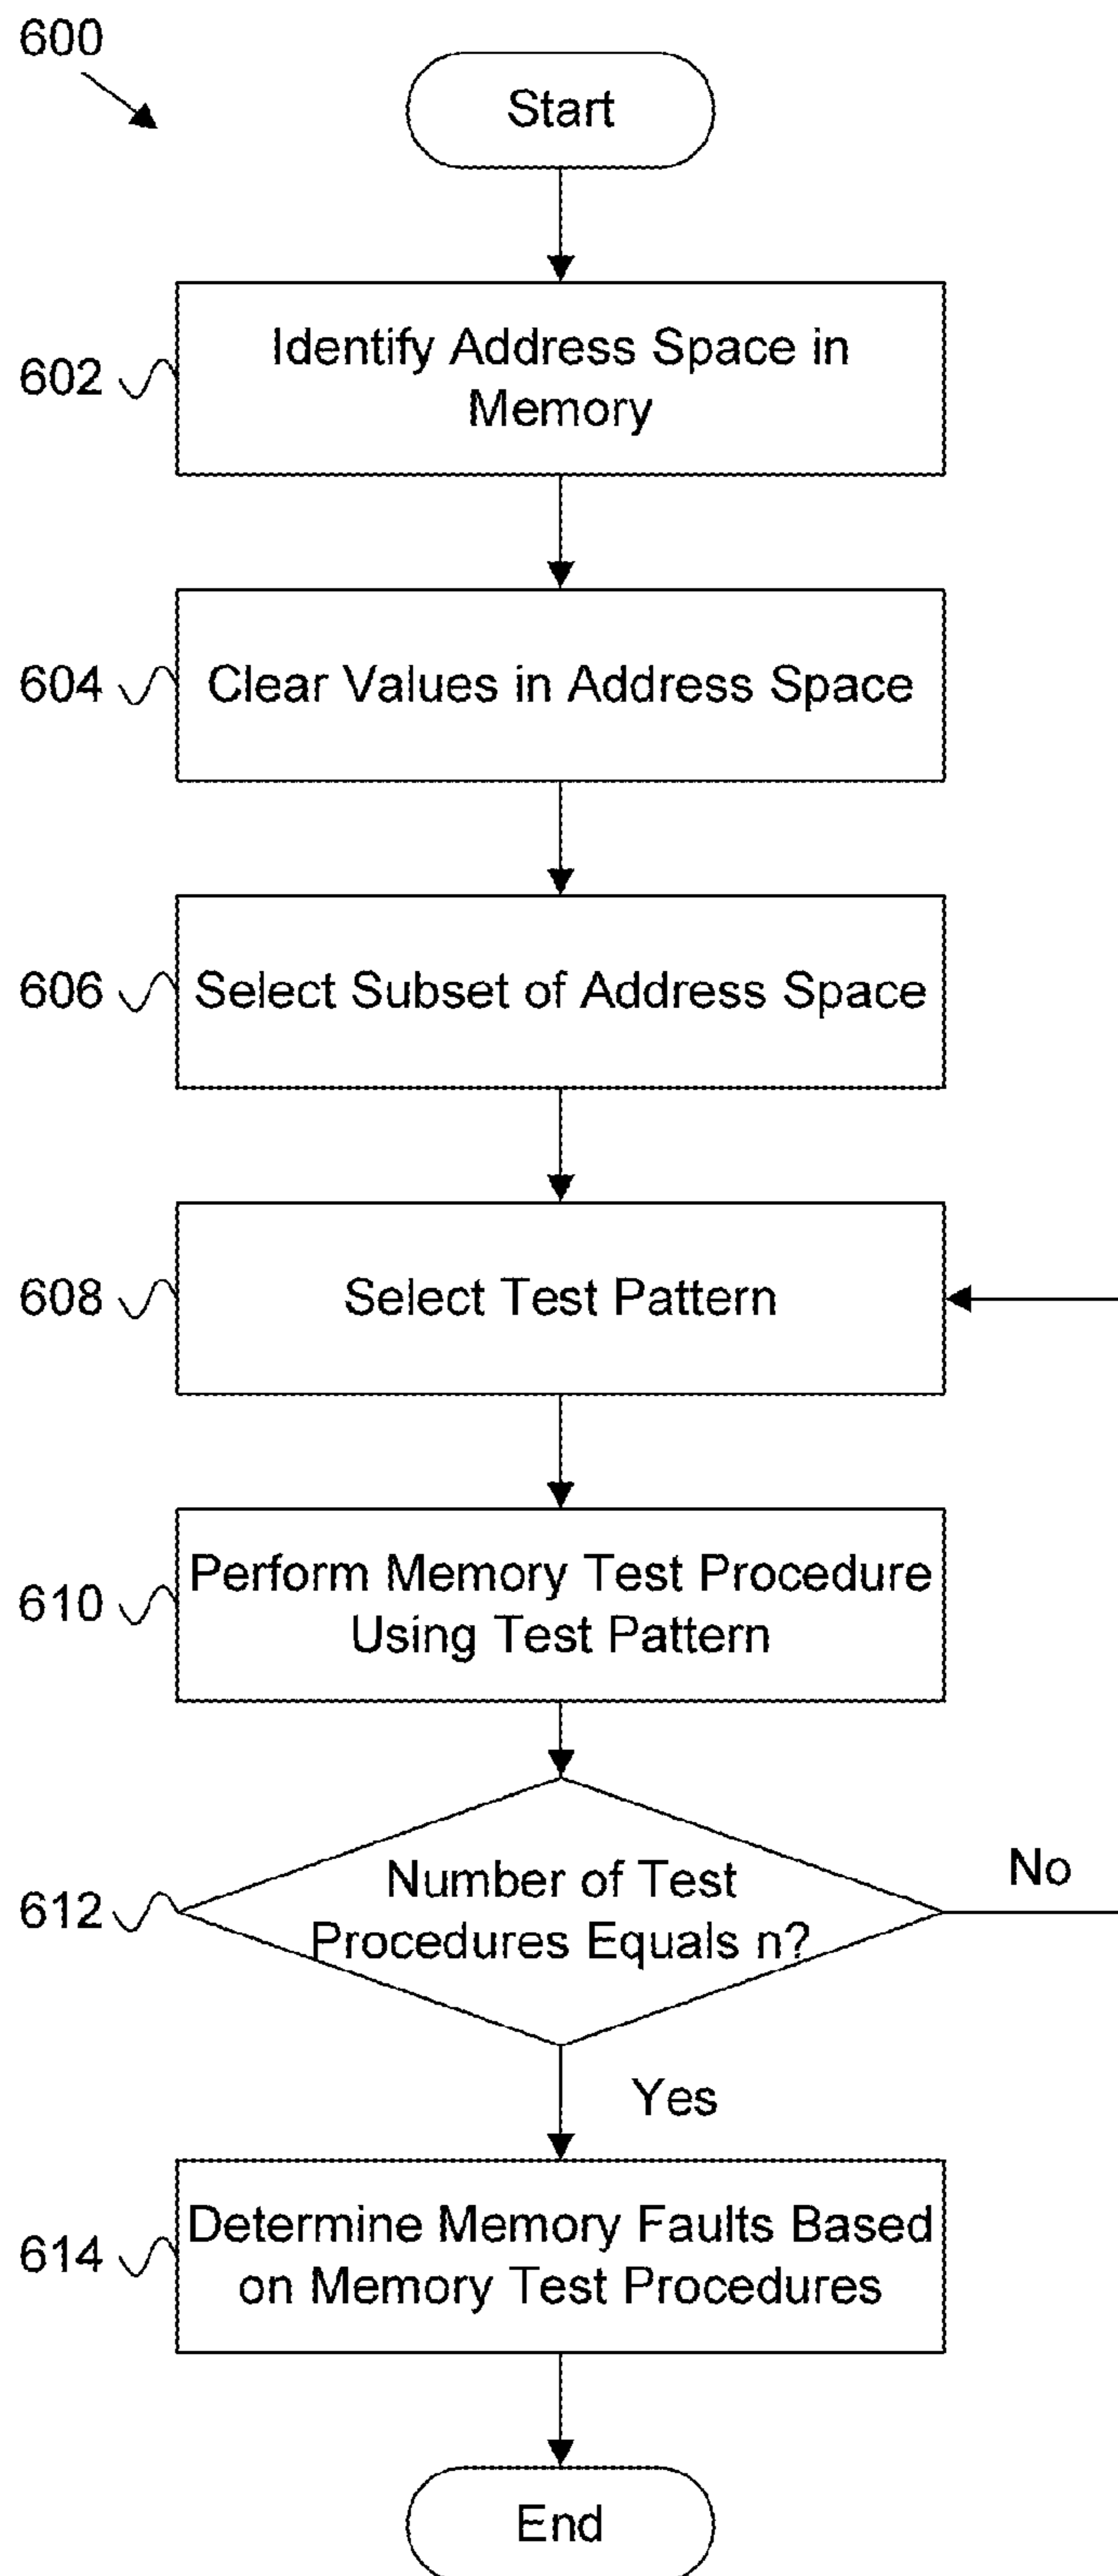 600
Start
602
Identify Address Space in
Memory
604
Clear Values in Address Space
606
Select Subset of Address Space
608
Select Test Pattern
610
Perform Memory Test Procedure
Using Test Pattern
612
Number of Test
Procedures Equals n?
No
Yes
614
Determine Memory Faults Based
on Memory Test Procedures
End